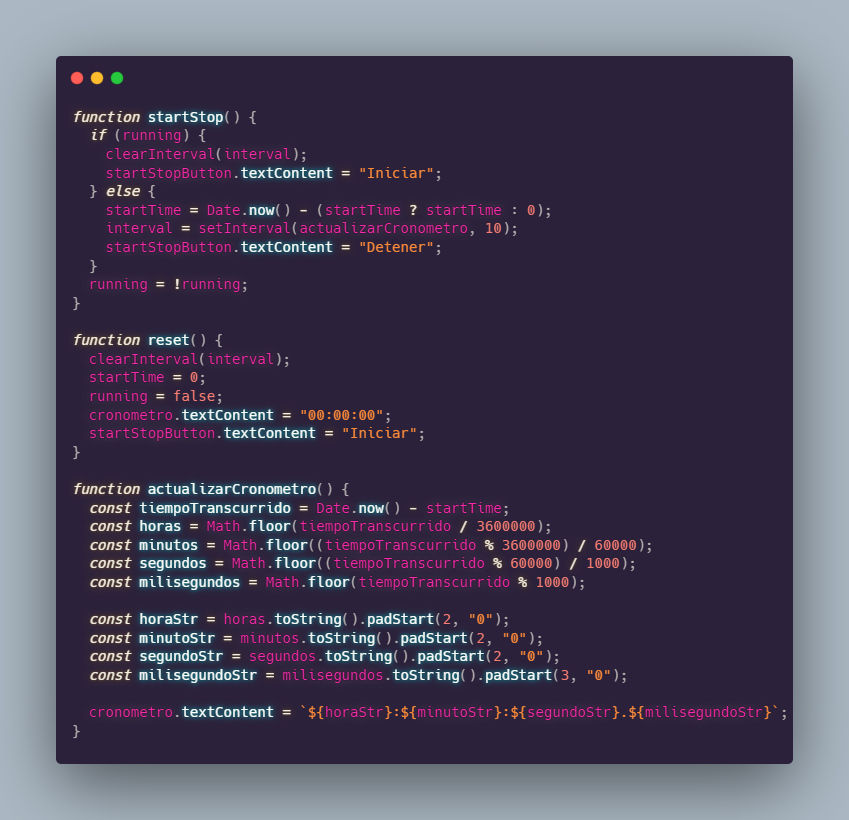 function startStop() {
  if (running) {
    clearInterval(interval);
    startStopButton.textContent = "Iniciar";
  } else {
    startTime = Date.now() - (startTime ? startTime : 0);
    interval = setInterval(actualizarCronometro, 10);
    startStopButton.textContent = "Detener";
  }
  running = !running;
}

function reset() {
  clearInterval(interval);
  startTime = 0;
  running = false;
  cronometro.textContent = "00:00:00";
  startStopButton.textContent = "Iniciar";
}

function actualizarCronometro() {
  const tiempoTranscurrido = Date.now() - startTime;
  const horas = Math.floor(tiempoTranscurrido / 3600000);
  const minutos = Math.floor((tiempoTranscurrido % 3600000) / 60000);
  const segundos = Math.floor((tiempoTranscurrido % 60000) / 1000);
  const milisegundos = Math.floor(tiempoTranscurrido % 1000);

  const horaStr = horas.toString().padStart(2, "0");
  const minutoStr = minutos.toString().padStart(2, "0");
  const segundoStr = segundos.toString().padStart(2, "0");
  const milisegundoStr = milisegundos.toString().padStart(3, "0");

  cronometro.textContent = `${horaStr}:${minutoStr}:${segundoStr}.${milisegundoStr}`;
}